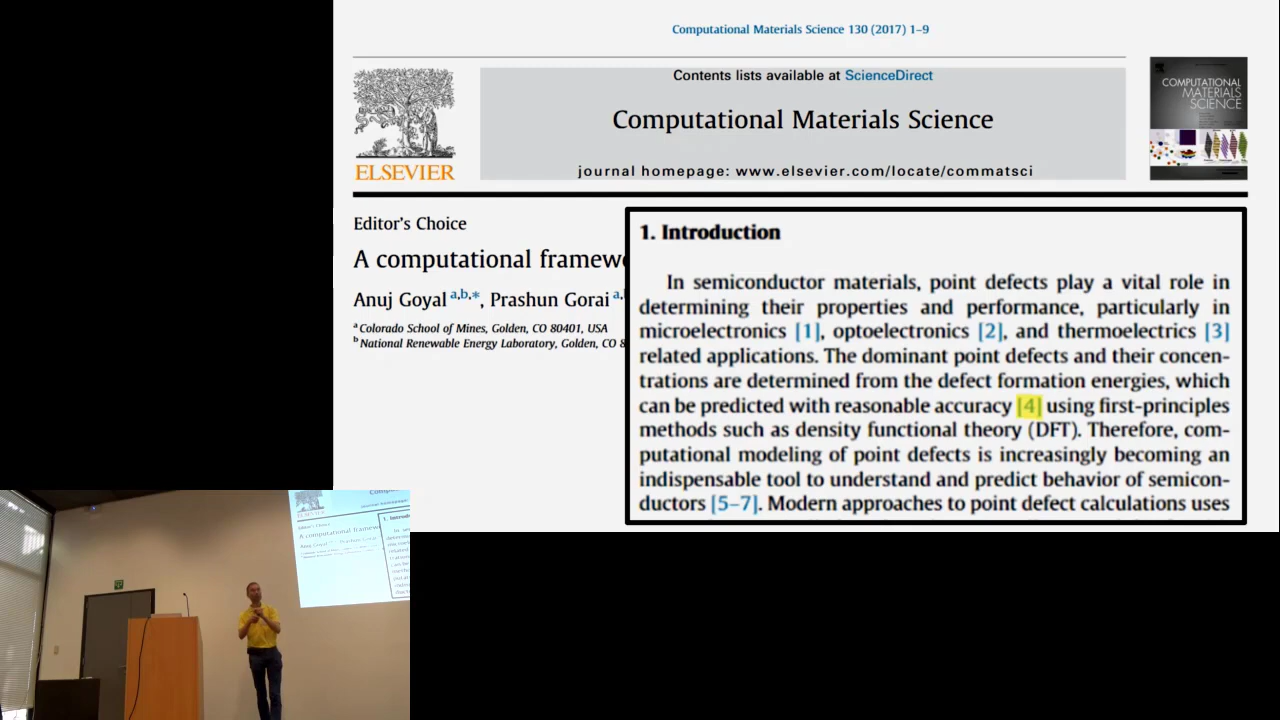 Computational Materials Science 130 (2017) 1–9
Contents lists available at ScienceDirect
Computational Materials Science
journal homepage: www.elsevier.com/locate/commatsci
ELSEVIER
COMPUTATIONAL
MATERIALS
SCIENCE
Editor's Choice
A computational framewo
Anuj Goyal a,b,*, Prashun Gorai a,
a Colorado School of Mines, Golden, CO 80401, USA
b National Renewable Energy Laboratory, Golden, CO 8
1. Introduction
In semiconductor materials, point defects play a vital role in
determining their properties and performance, particularly in
microelectronics [1], optoelectronics [2], and thermoelectrics [3]
related applications. The dominant point defects and their concen-
trations are determined from the defect formation energies, which
can be predicted with reasonable accuracy [4] using first-principles
methods such as density functional theory (DFT). Therefore, com-
putational modeling of point defects is increasingly becoming an
indispensable tool to understand and predict behavior of semicon-
ductors [5–7]. Modern approaches to point defect calculations uses